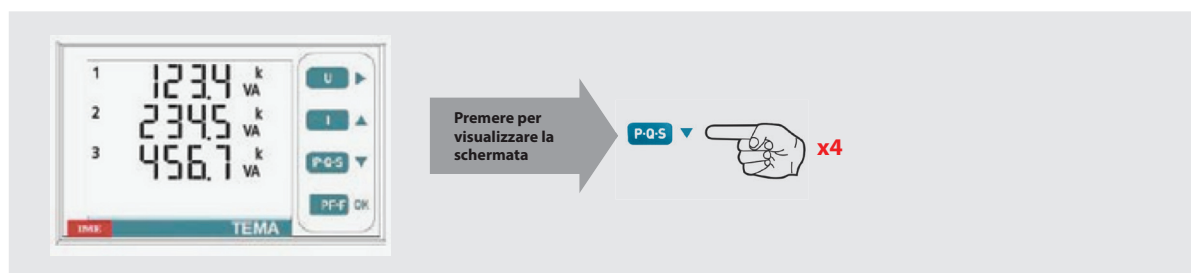 1 123.4 k VA
2 234.5 k VA
3 456.7 k VA
U
I
P·Q·S
PF·F OK
IME TEMA
Premere per
visualizzare la
schermata
P·Q·S
x4